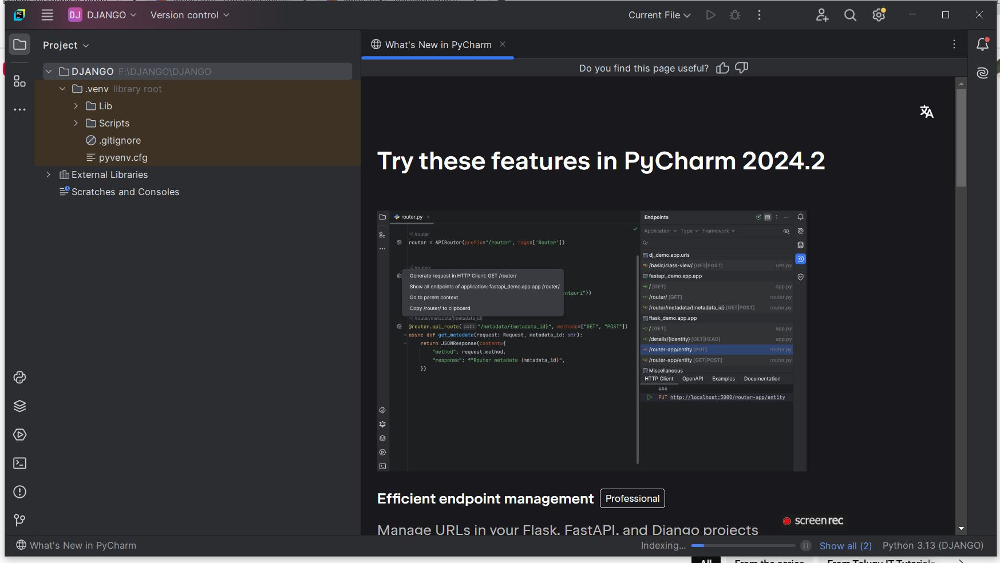 PC
DJ DJANGO Version control Current File
Project
What's New in PyCharm
Do you find this page useful?
DJANGO F:\DJANGO\DJANGO
.venv library root
Lib
Scripts
.gitignore
pyvenv.cfg
External Libraries
Scratches and Consoles
Try these features in PyCharm 2024.2
router.py
/router
router = APIRouter(prefix="/router", tags=['Router'])
/router/
Generate request in HTTP Client: GET /router/
Show all endpoints of application: fastapi_demo.app.app /router/
Go to parent context
Copy /router/ to clipboard
entauri"})
/router/metadata/{metadata_id}
@router.api_route( path: "/metadata/{metadata_id}", methods=["GET", "POST"])
async def get_metadata(request: Request, metadata_id: str):
return JSONResponse(content={
"method": request.method,
"response": f"Router metadata {metadata_id}",
})
Endpoints
Application Type Framework
dj_demo.app.urls
/basic/class-view/ [GET|POST] urls.py
fastapi_demo.app.app
/ [GET] app.py
/router/ [GET] router.py
/router/metadata/{metadata_id} [GET|POST] router.py
flask_demo.app.app
/ [GET] app.py
/details/{identity} [GET|HEAD] app.py
/router-app/entity [PUT] router.py
/router-app/entity [GET|POST] router.py
Miscellaneous
HTTP Client OpenAPI Examples Documentation
###
PUT http://localhost:5000/router-app/entity
Efficient endpoint management Professional
Manage URLs in your Flask, FastAPI, and Django projects
screenrec
What's New in PyCharm Indexing... Show all (2) Python 3.13 (DJANGO)
All From the series From Telugu IT Tutorials